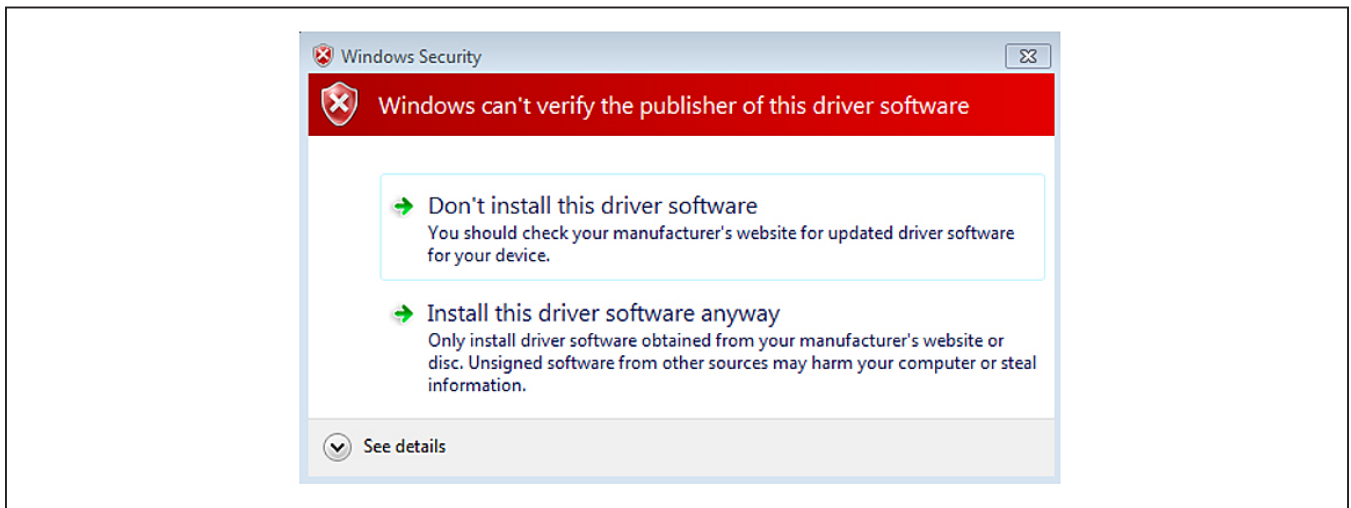 Windows Security
Windows can't verify the publisher of this driver software
Don't install this driver software
You should check your manufacturer's website for updated driver software
for your device.
Install this driver software anyway
Only install driver software obtained from your manufacturer's website or
disc. Unsigned software from other sources may harm your computer or steal
information.
See details